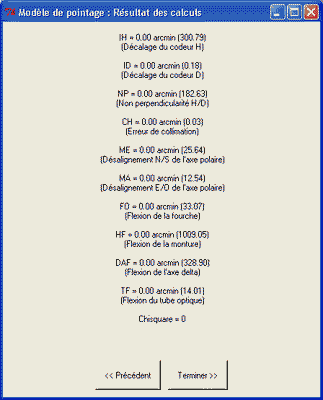 Modèle de pointage : Résultat des calculs
IH = 0.00 arcmin (300.79)
(Décalage du codeur H)
ID = 0.00 arcmin (0.18)
(Décalage du codeur D)
NP = 0.00 arcmin (182.63)
(Non perpendicularité H/D)
CH = 0.00 arcmin (0.03)
(Erreur de collimation)
ME = 0.00 arcmin (25.64)
(Désalignement N/S de l'axe polaire)
MA = 0.00 arcmin (12.54)
(Désalignement E/O de l'axe polaire)
FO = 0.00 arcmin (33.07)
(Flexion de la fourche)
HF = 0.00 arcmin (1009.05)
(Flexion de la monture)
DAF = 0.00 arcmin (328.90)
(Flexion de l'axe delta)
TF = 0.00 arcmin (14.01)
(Flexion du tube optique)
Chisquare = 0
<< Précédent
Terminer >>